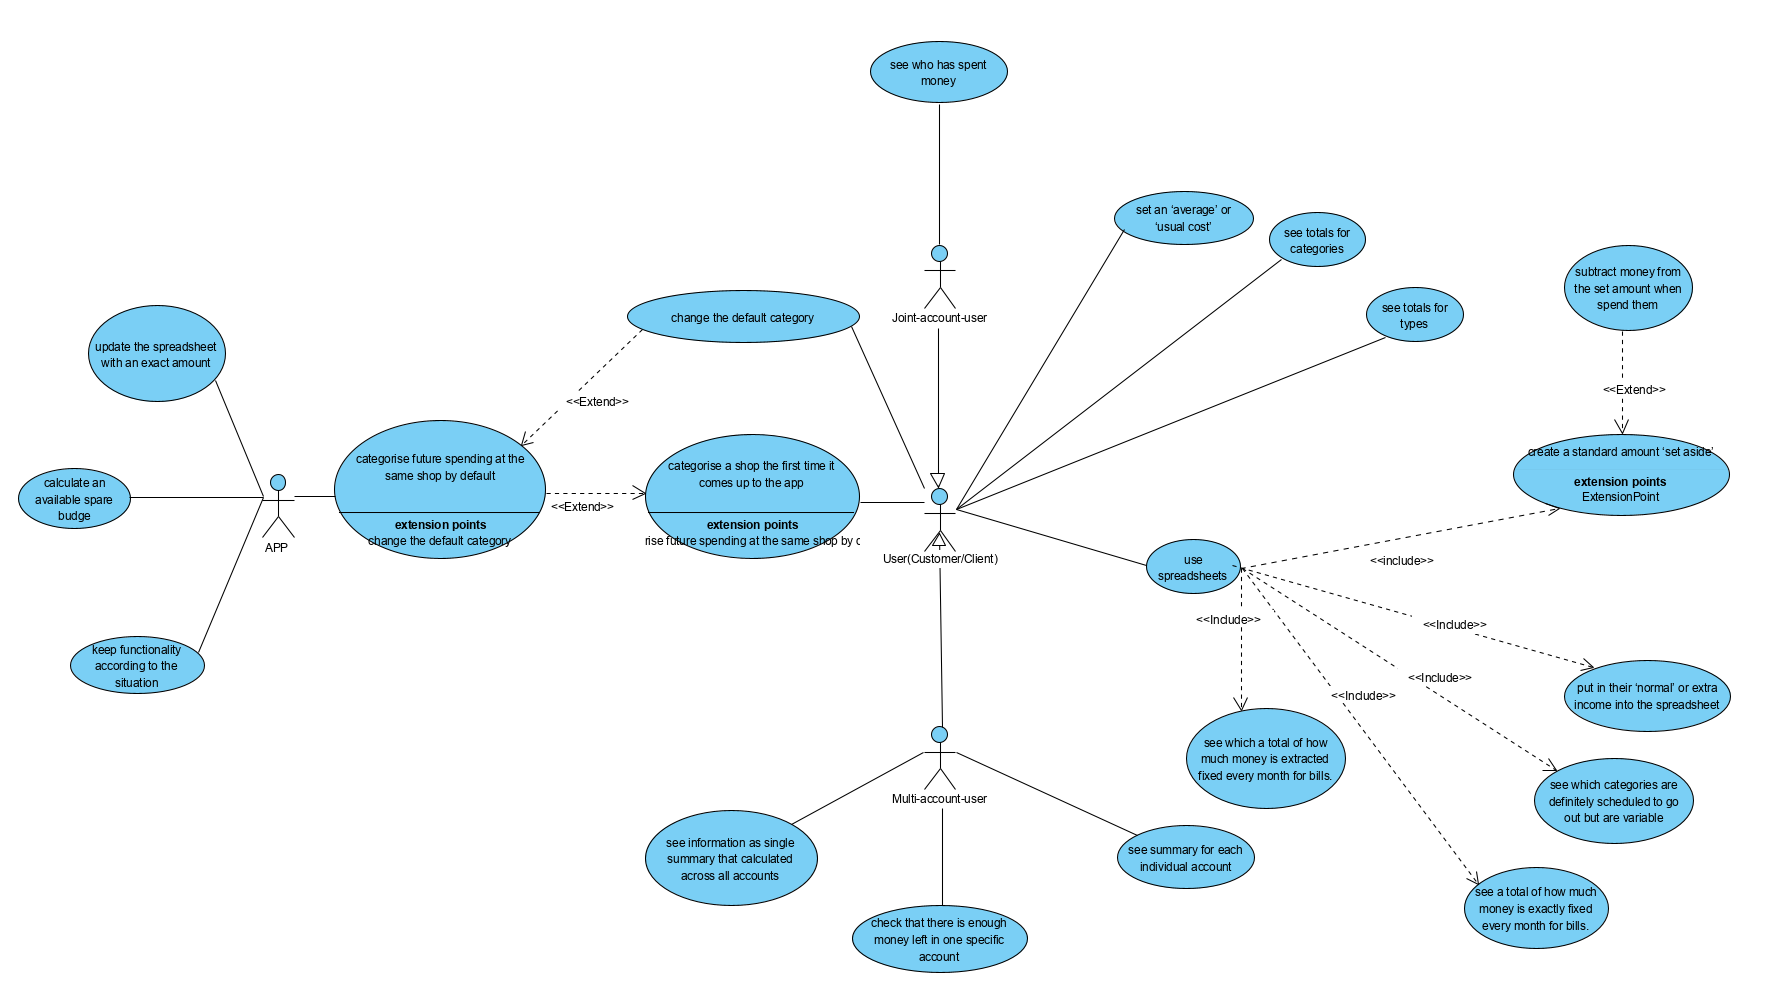 see who has spent
money
set an ‘average’ or
‘usual cost’
see totals for
categories
subtract money from
the set amount when
spend them
change the default category
Joint-account-user
see totals for
types
update the spreadsheet
with an exact amount
<<Extend>>
<<Extend>>
categorise future spending at the
same shop by default
extension points
change the default category
categorise a shop the first time it
comes up to the app
extension points
rise future spending at the same shop by
<<Extend>>
create a standard amount ‘set aside’
extension points
ExtensionPoint
calculate an
available spare
budge
APP
User(Customer/Client)
use
spreadsheets
<<include>>
<<Include>>
<<Include>>
<<Include>>
<<Include>>
keep functionality
according to the
situation
put in their ‘normal’ or extra
income into the spreadsheet
see which a total of how
much money is extracted
fixed every month for bills.
see which categories are
definitely scheduled to go
out but are variable
Multi-account-user
see information as single
summary that calculated
across all accounts
see summary for each
individual account
check that there is enough
money left in one specific
account
see a total of how much
money is exactly fixed
every month for bills.